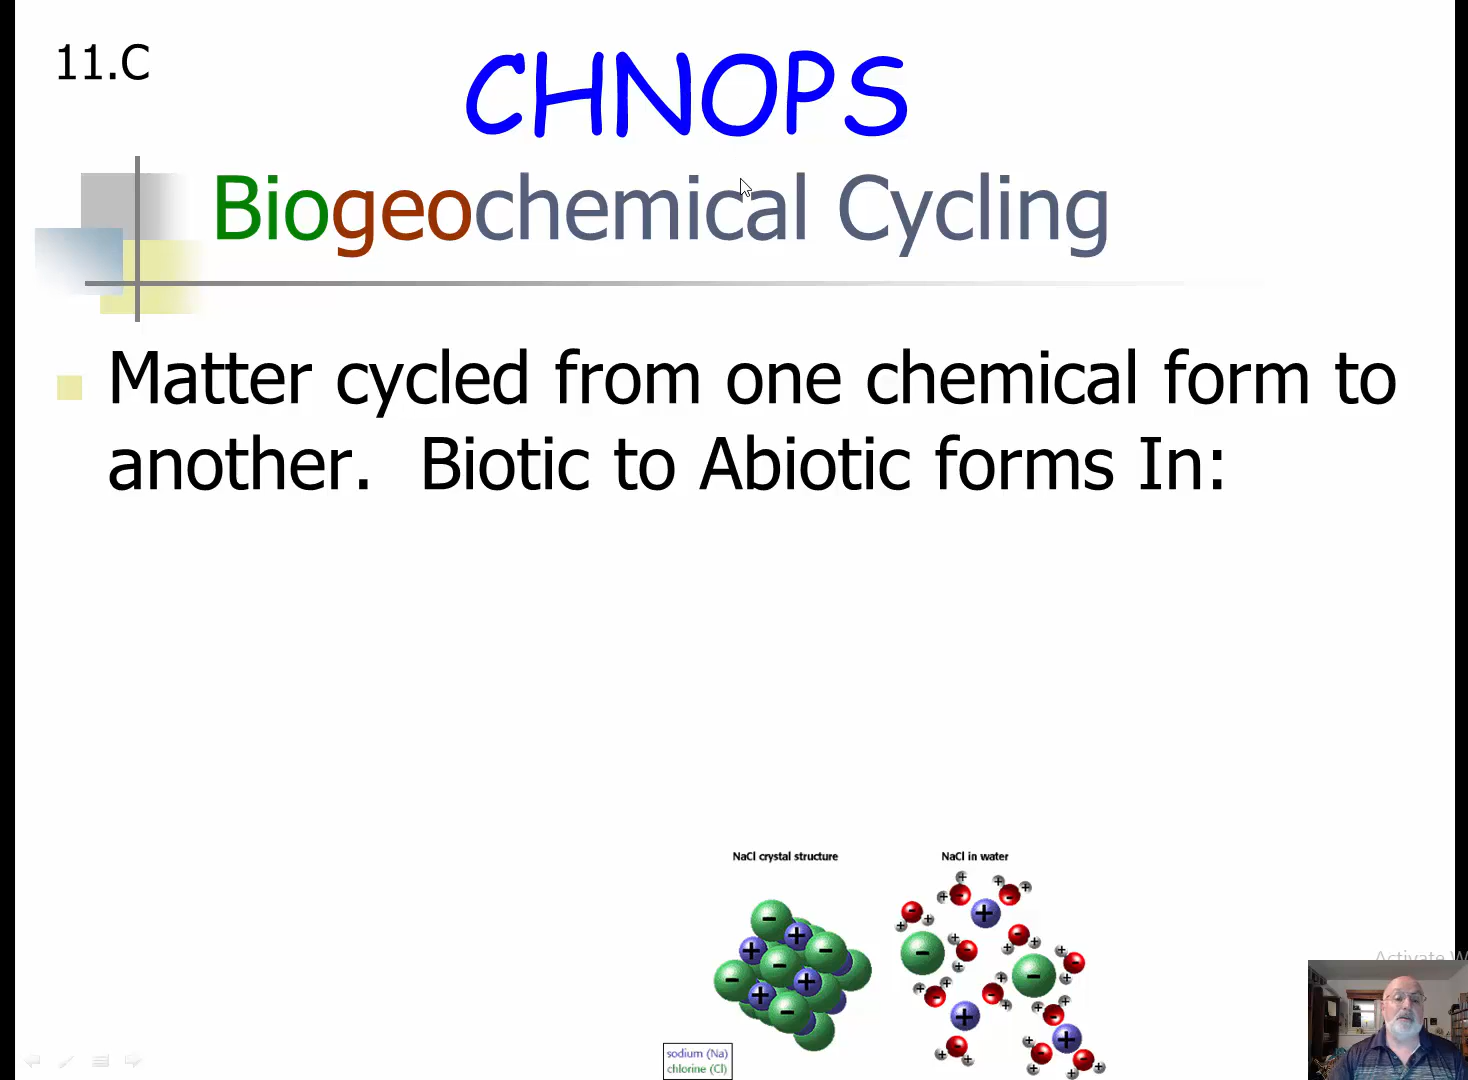 11.C
CHNOPS
Biogeochemical Cycling
Matter cycled from one chemical form to
another. Biotic to Abiotic forms In:
NaCl crystal structure
NaCl in water
sodium (Na)
chlorine (Cl)
Activate W